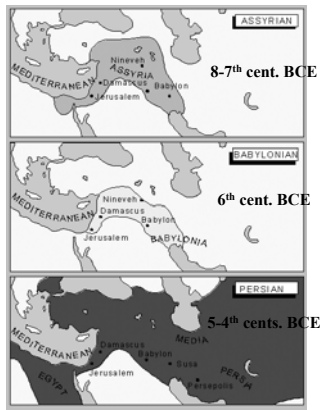 ASSYRIAN
Nineveh
ASSYRIA
8-7th cent. BCE
MEDITERRANEAN
Damascus
Babylon
Jerusalem
BABYLONIAN
6th cent. BCE
Nineveh
MEDITERRANEAN
Damascus
Babylon
Jerusalem
BABYLONIA
PERSIAN
5-4th cents. BCE
MEDIA
MEDITERRANEAN
Damascus
Babylon
Susa
PERSIA
EGYPT
Jerusalem
Persepolis